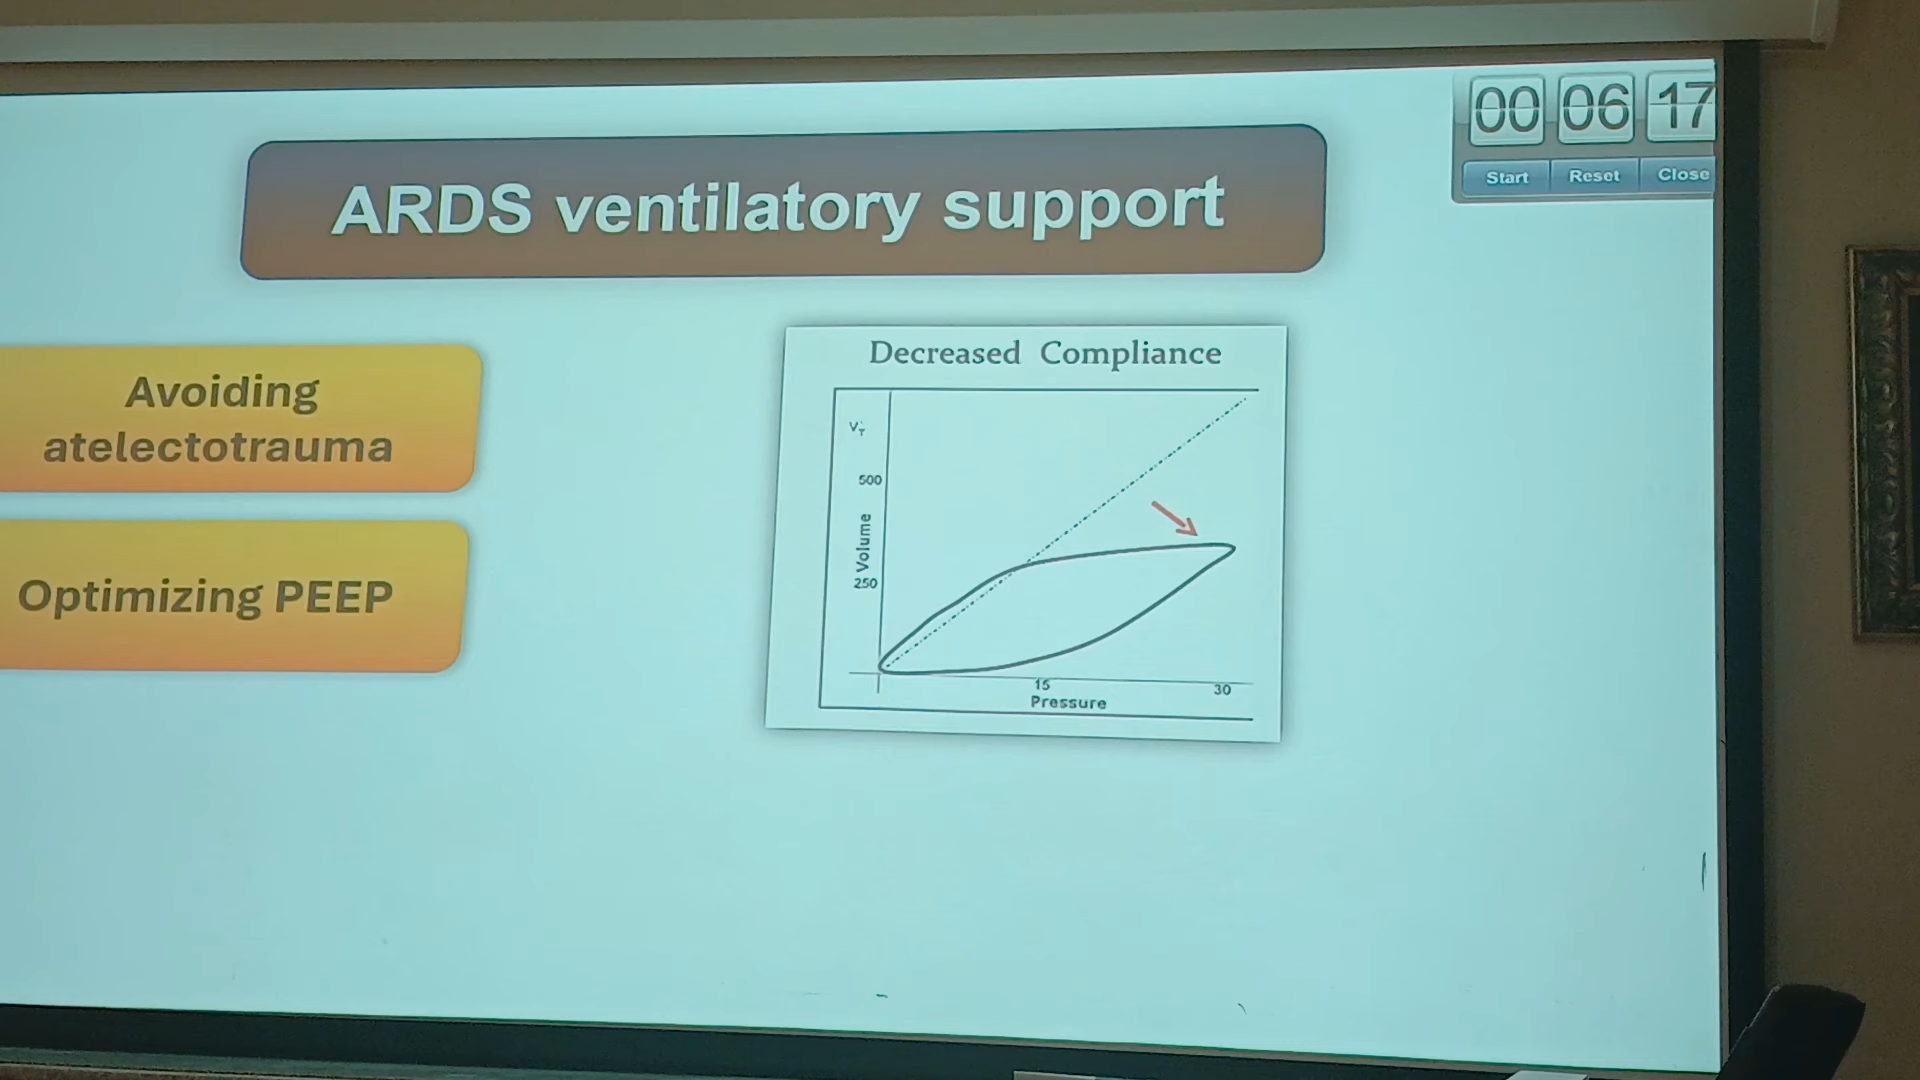 00 06 17
Start Reset Close
ARDS ventilatory support
Avoiding
atelectotrauma
Optimizing PEEP
Decreased Compliance
VT
500
Volume
250
15
30
Pressure